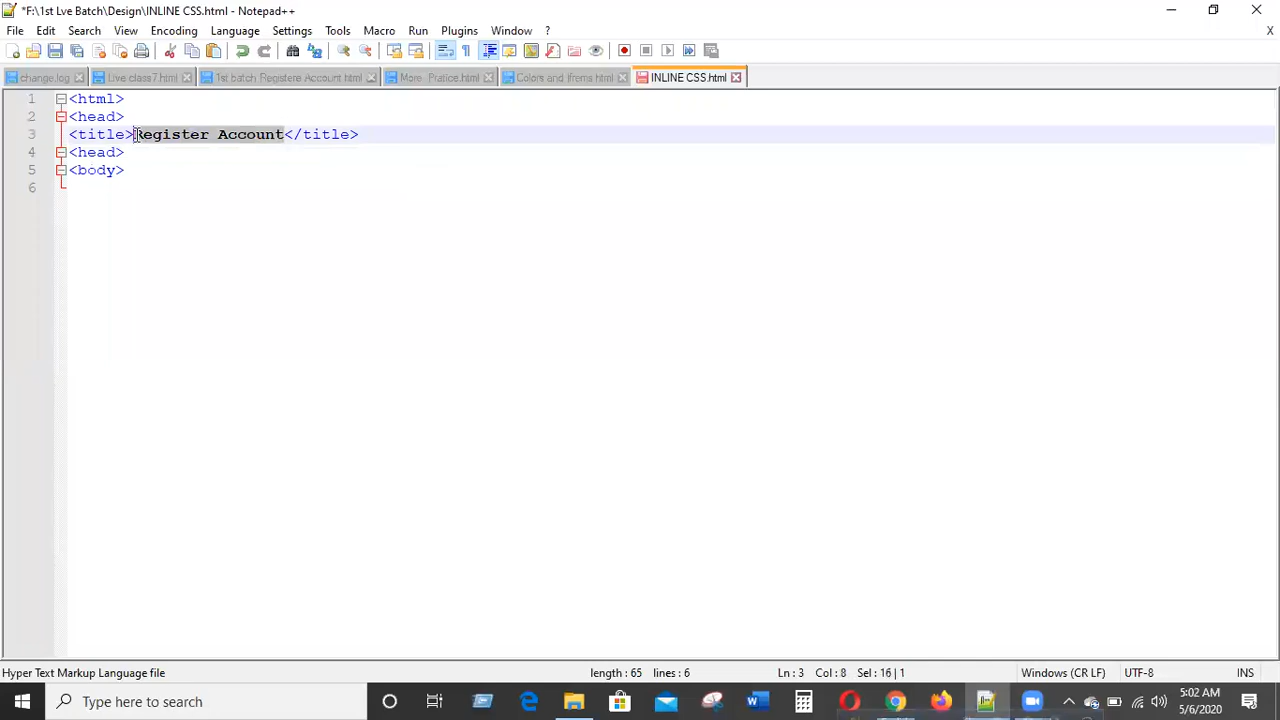 *F:\1st Lve Batch\Design\INLINE CSS.html - Notepad++
File Edit Search View Encoding Language Settings Tools Macro Run Plugins Window ? X
change.log Live class7.html 1st batch Registere Account.html More Pratice.html Colors and Iframs.html INLINE CSS.html
1 <html>
2 <head>
3 <title>Register Account</title>
4 <head>
5 <body>
6
Hyper Text Markup Language file length : 65 lines : 6 Ln : 3 Col : 8 Sel : 16 | 1 Windows (CR LF) UTF-8 INS
Type here to search
5:02 AM
5/6/2020